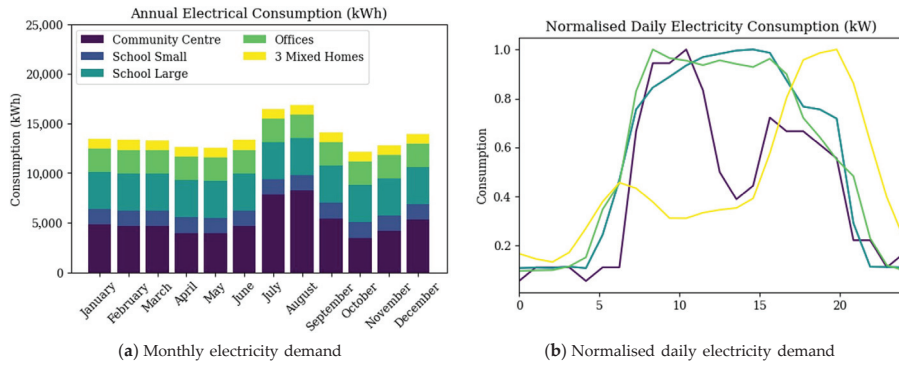 Annual Electrical Consumption (kWh)
Consumption (kWh)
25,000
20,000
15,000
10,000
5,000
0
Community Centre
School Small
School Large
Offices
3 Mixed Homes
January
February
March
April
May
June
July
August
September
October
November
December
(a) Monthly electricity demand
Normalised Daily Electricity Consumption (kW)
Consumption
1.0
0.8
0.6
0.4
0.2
0
5
10
15
20
(b) Normalised daily electricity demand